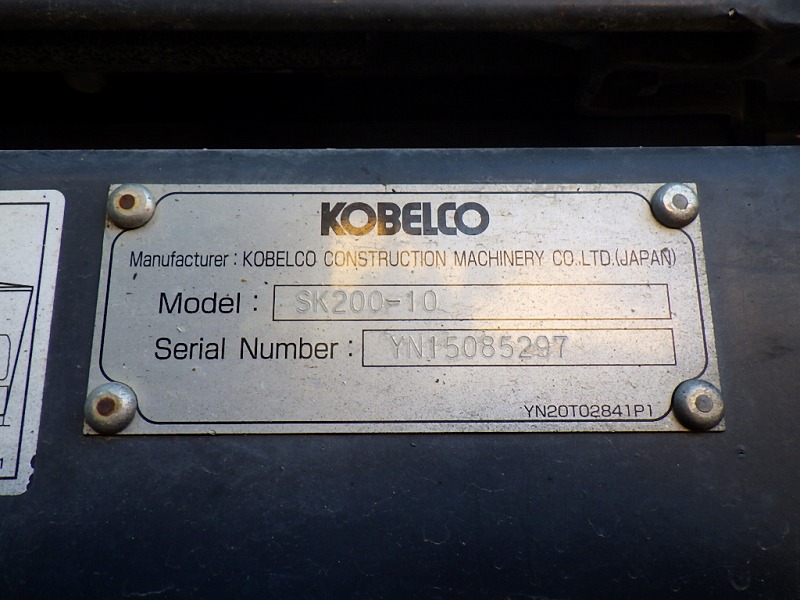 KOBELCO
Manufacturer : KOBELCO CONSTRUCTION MACHINERY CO.,LTD.(JAPAN)
Model : SK200-10
Serial Number : YN15085297
YN20T02841P1